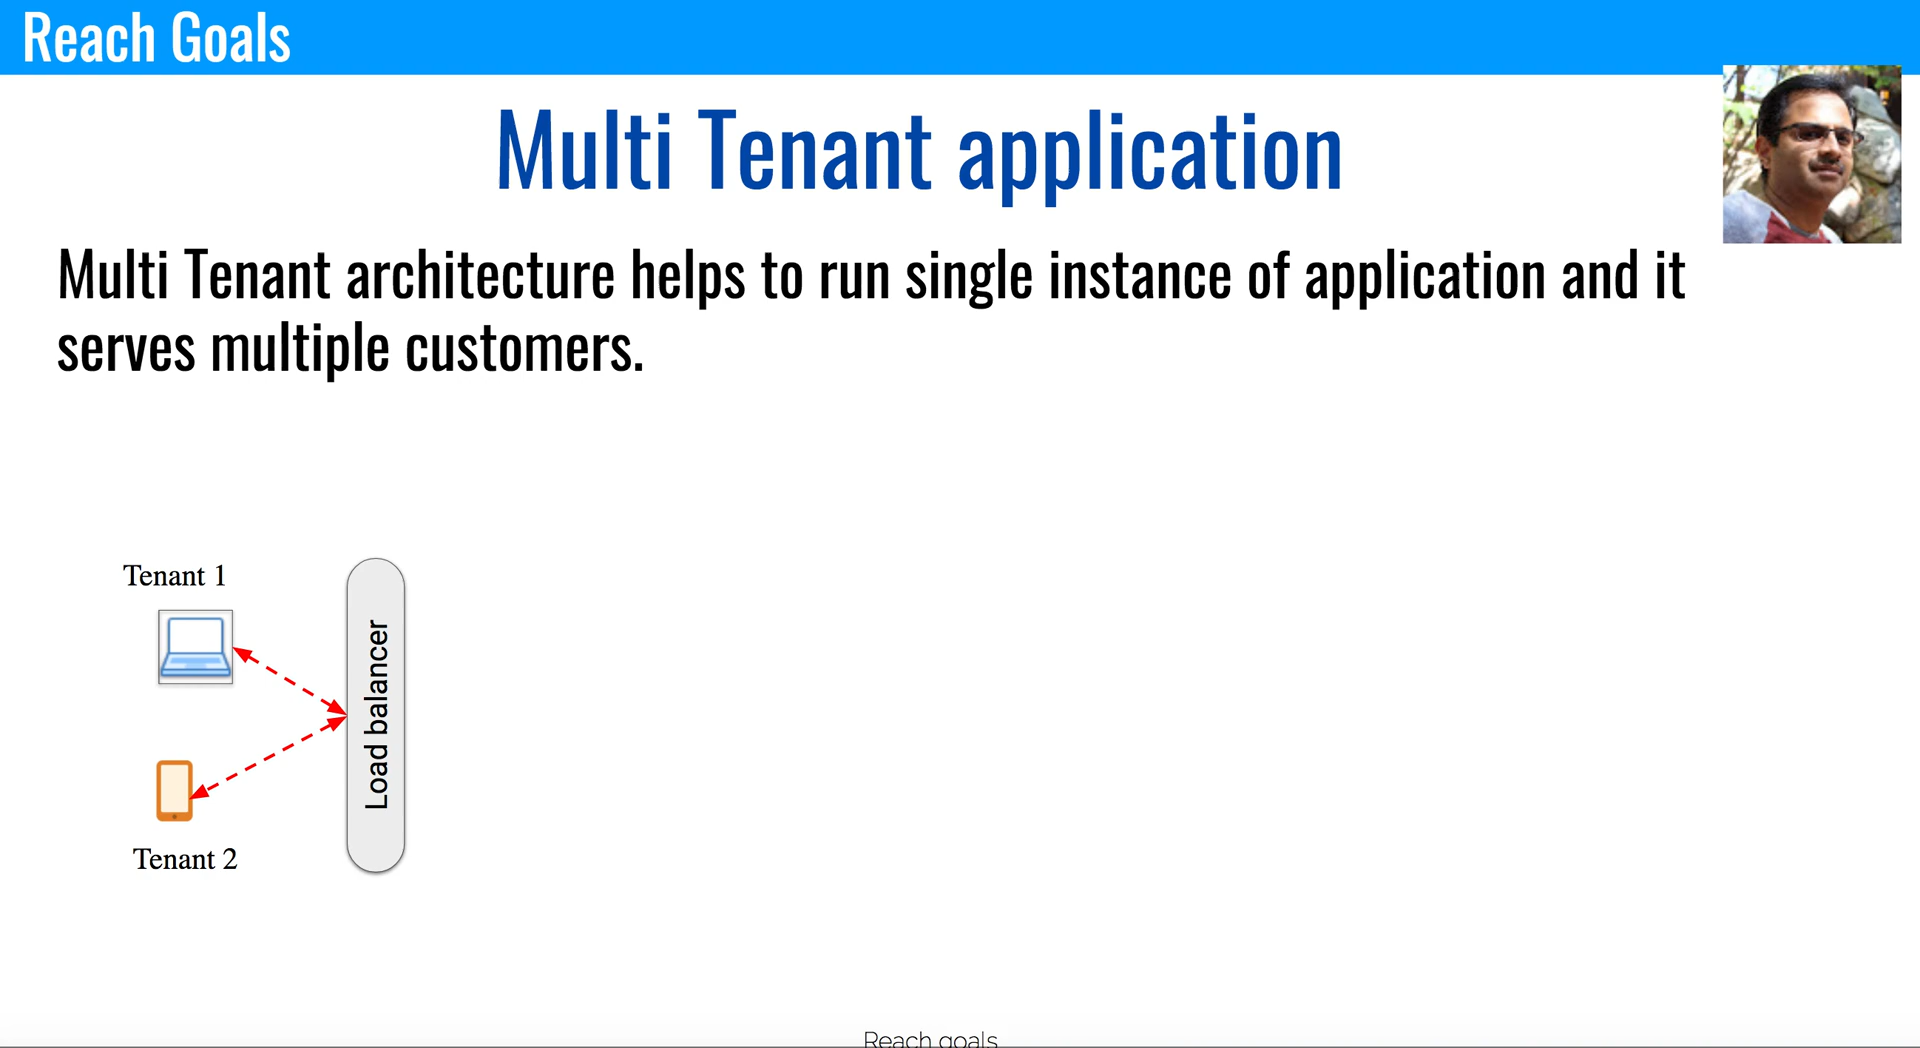 Reach Goals
Multi Tenant application
Multi Tenant architecture helps to run single instance of application and it
serves multiple customers.
Tenant 1
Load balancer
Tenant 2
Reach goals